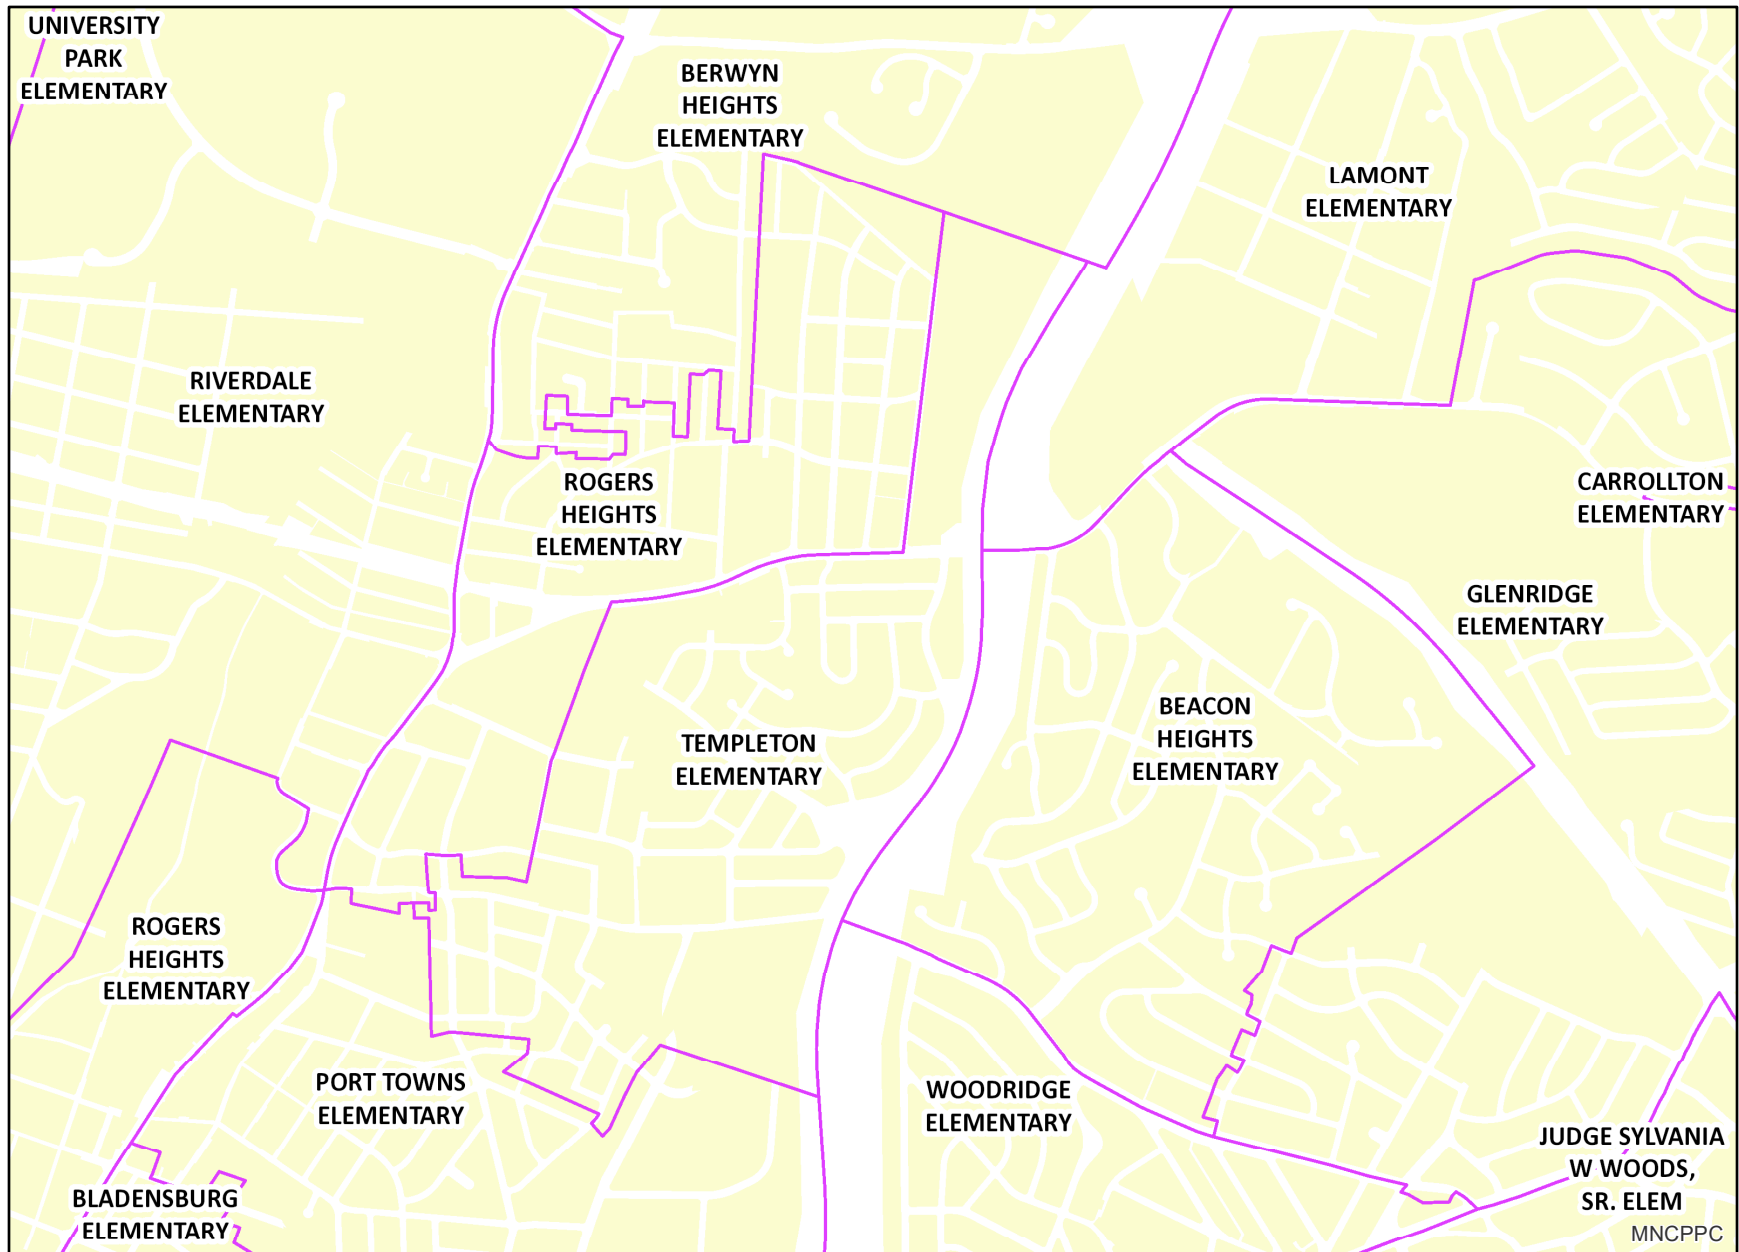 UNIVERSITY
PARK
ELEMENTARY
BERWYN
HEIGHTS
ELEMENTARY
LAMONT
ELEMENTARY
RIVERDALE
ELEMENTARY
ROGERS
HEIGHTS
ELEMENTARY
CARROLLTON
ELEMENTARY
GLENRIDGE
ELEMENTARY
BEACON
HEIGHTS
ELEMENTARY
TEMPLETON
ELEMENTARY
ROGERS
HEIGHTS
ELEMENTARY
PORT TOWNS
ELEMENTARY
WOODRIDGE
ELEMENTARY
JUDGE SYLVANIA
W WOODS,
SR. ELEM
BLADENSBURG
ELEMENTARY
MNCPPC